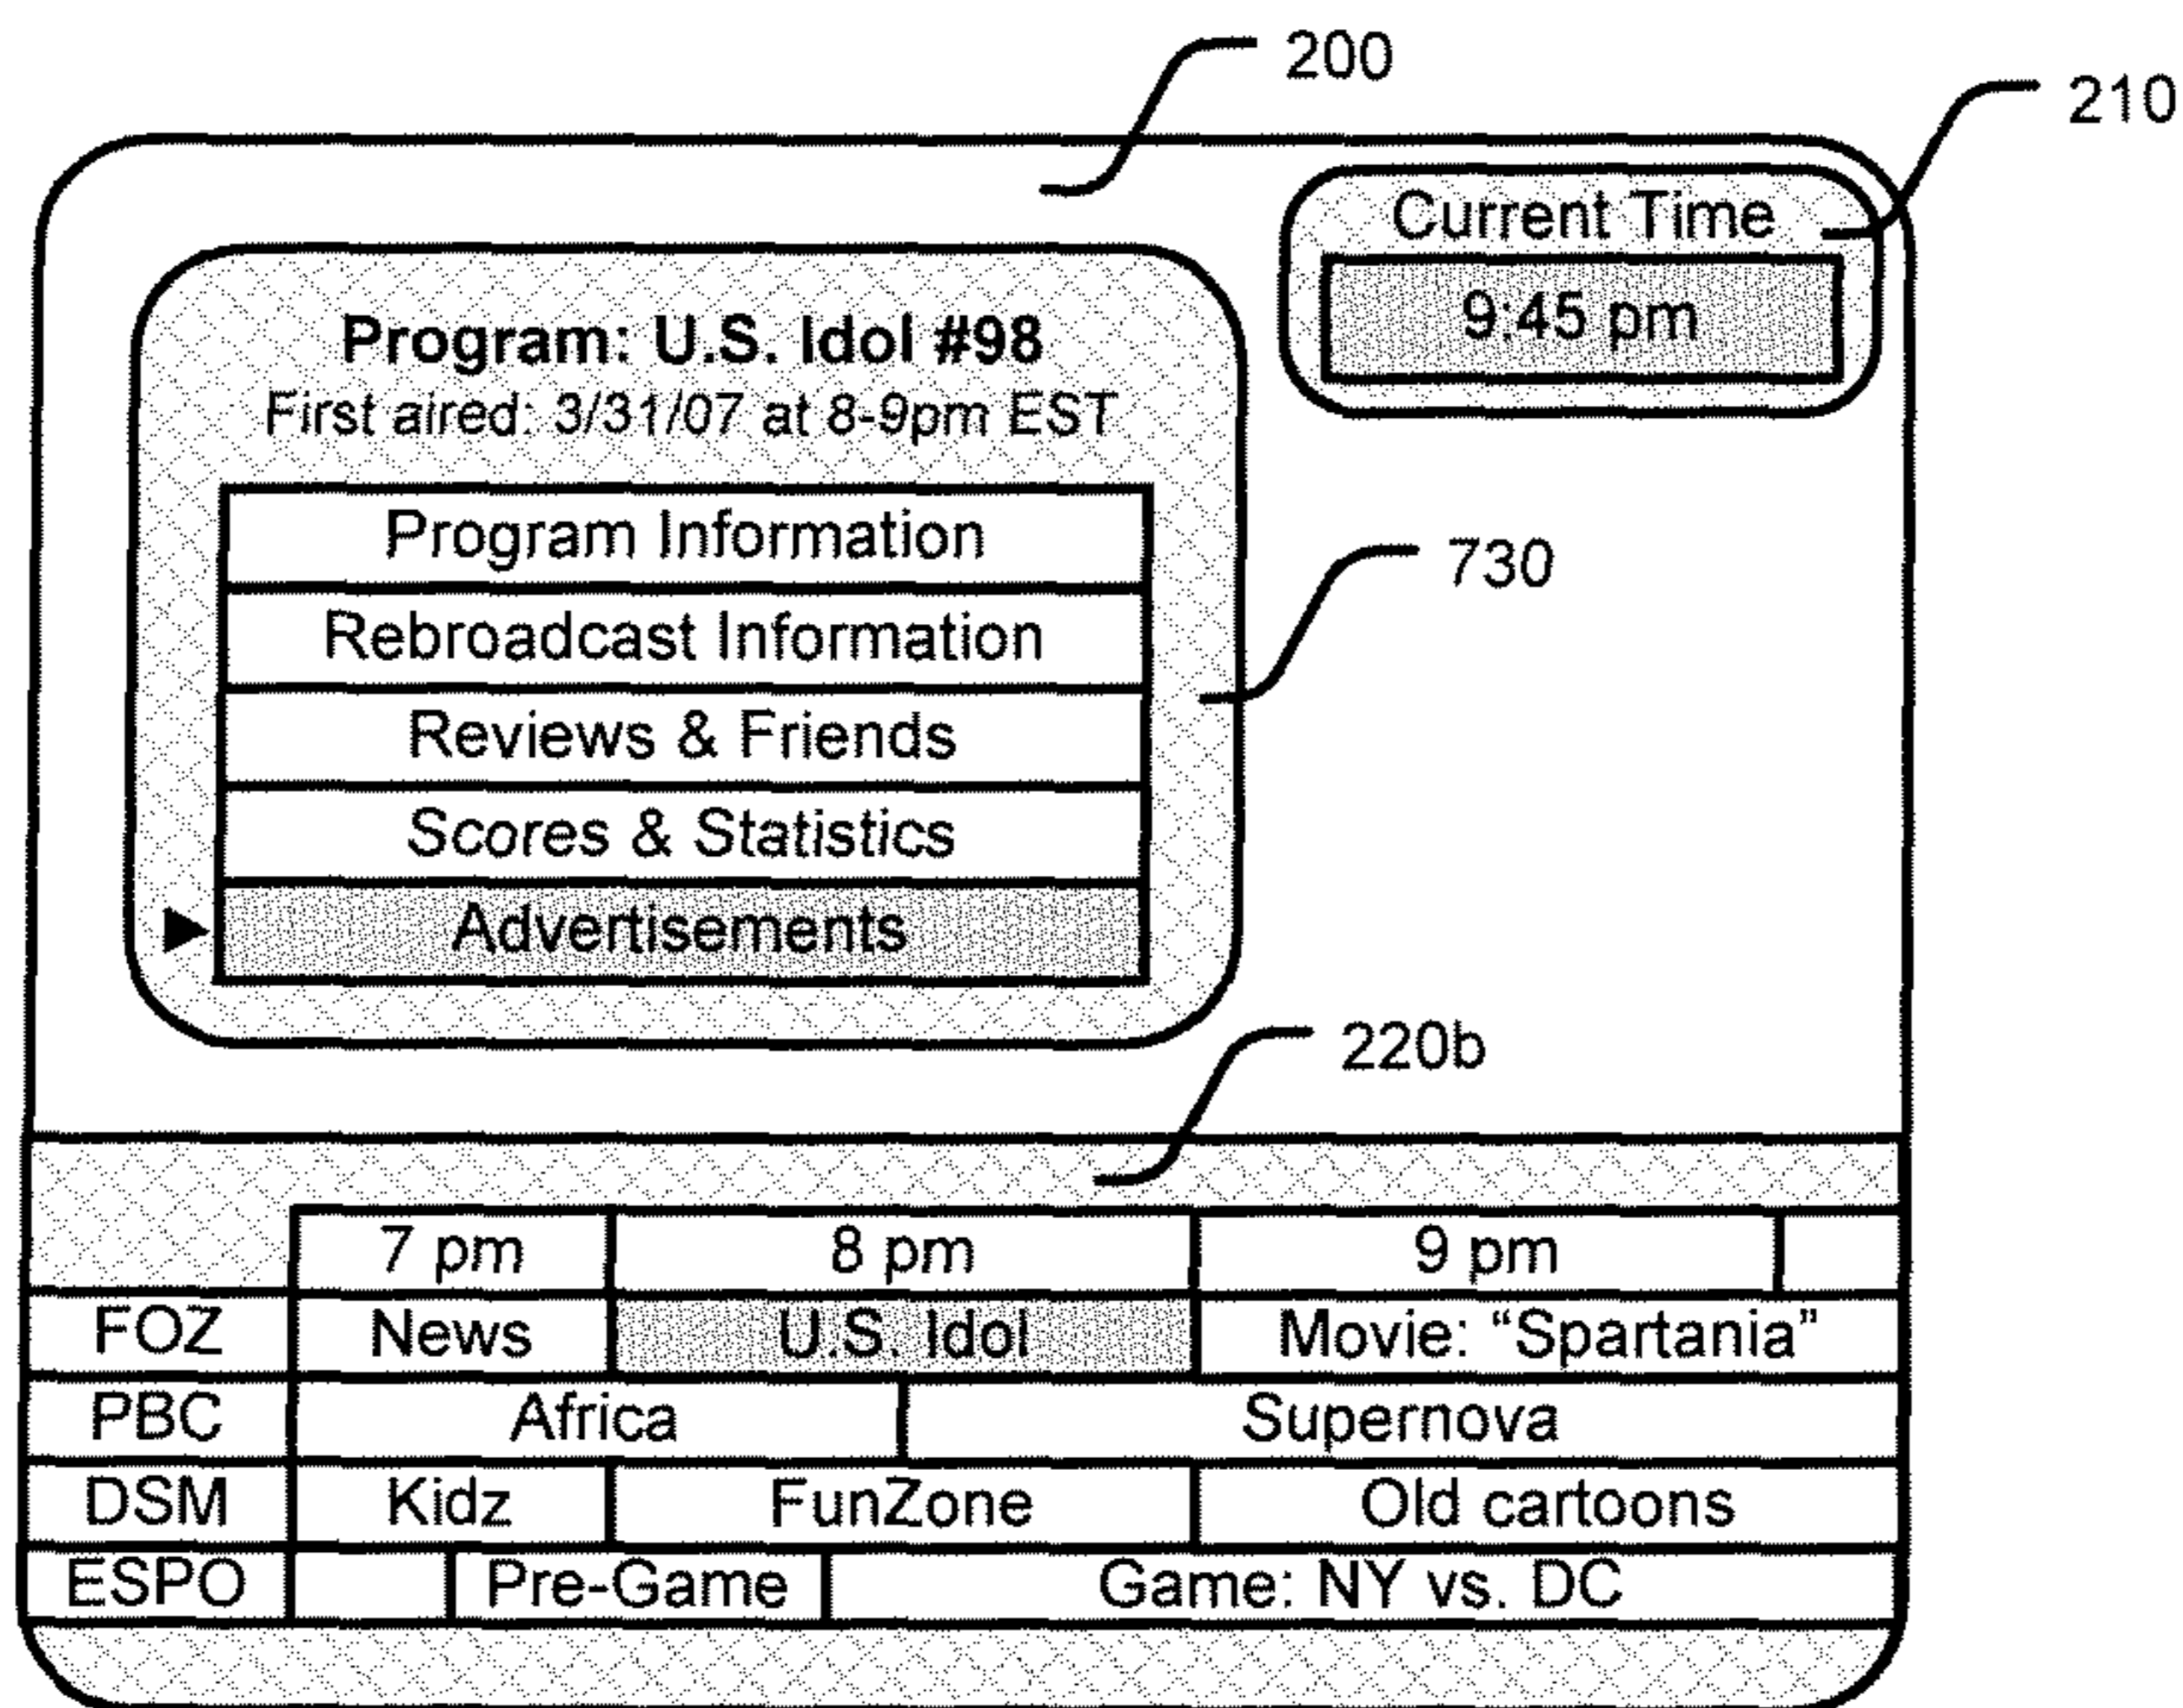 200
210
Current Time
9:45 pm
Program: U.S. Idol #98
First aired: 3/31/07 at 8-9pm EST
Program Information
730
Rebroadcast Information
Reviews & Friends
Scores & Statistics
Advertisements
220b
7 pm 8 pm 9 pm
FOZ News U.S. Idol Movie: “Spartania”
PBC Africa Supernova
DSM Kidz FunZone Old cartoons
ESPO Pre-Game Game: NY vs. DC